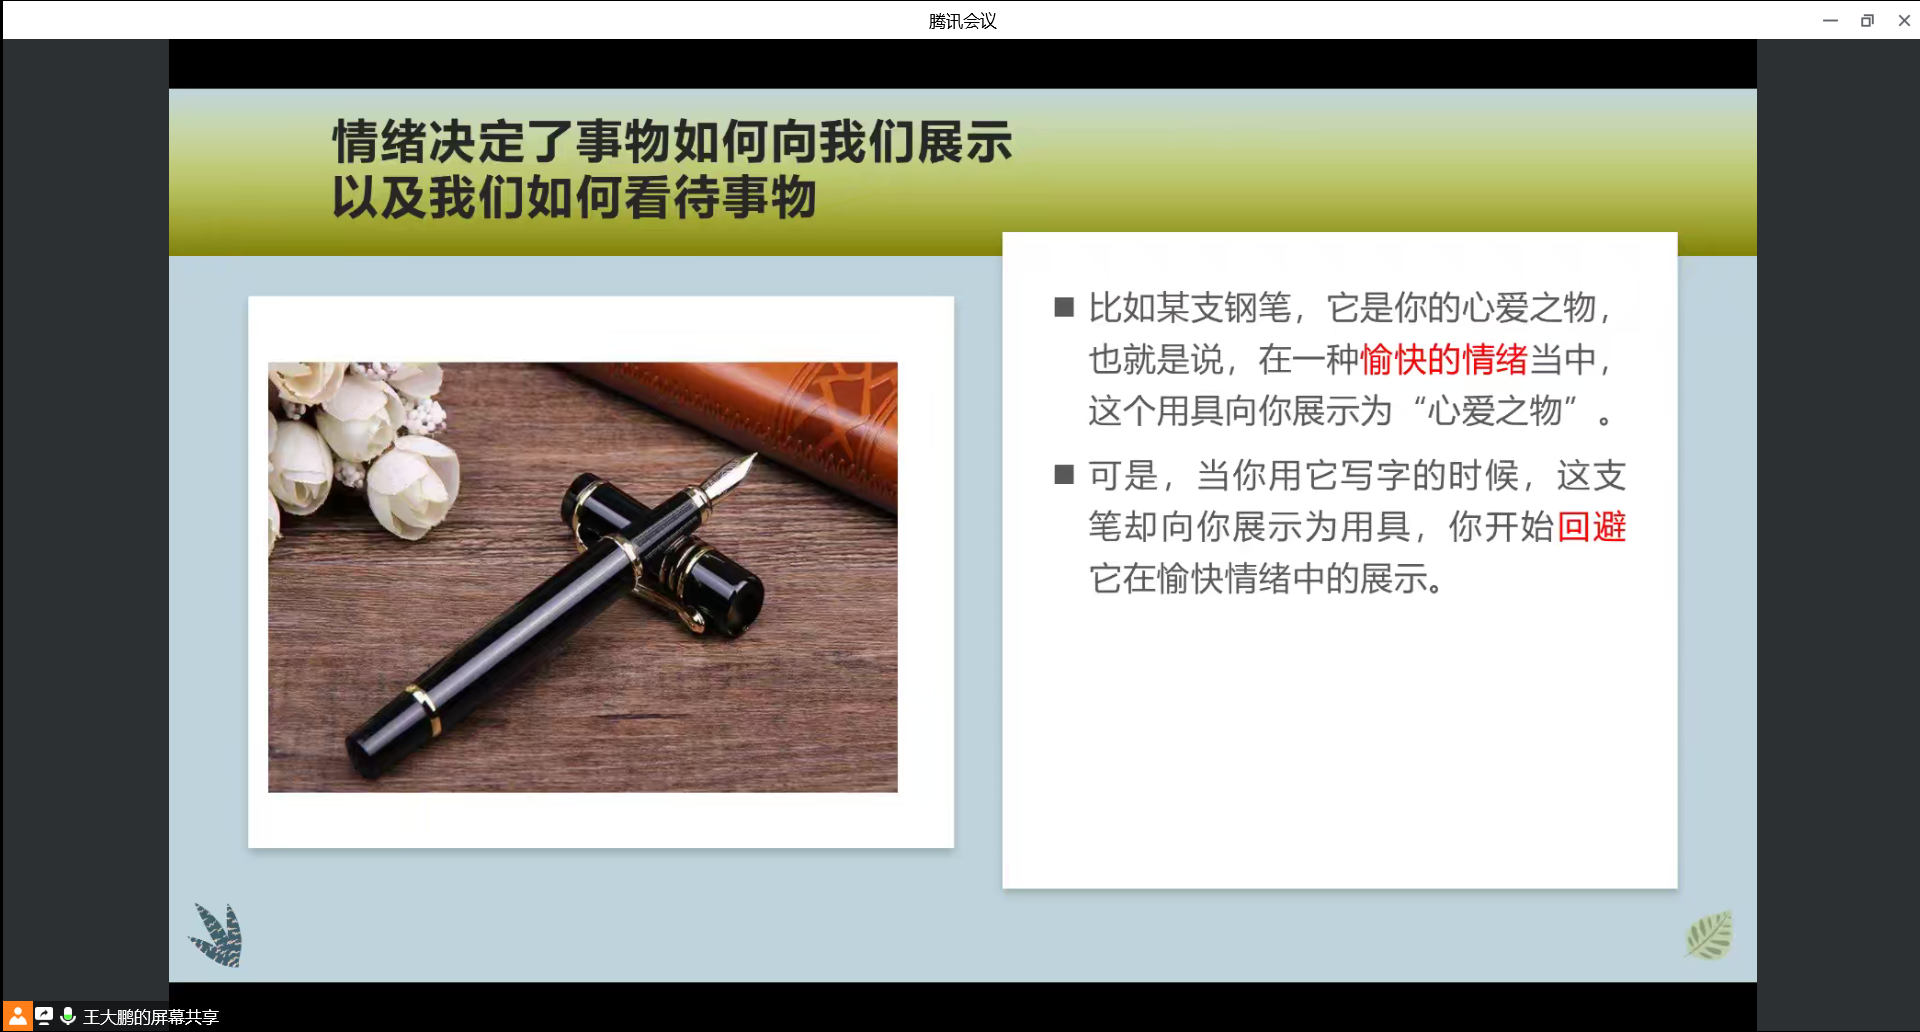 腾讯会议
情绪决定了事物如何向我们展示
以及我们如何看待事物
■ 比如某支钢笔，它是你的心爱之物，
也就是说，在一种愉快的情绪当中，
这个用具向你展示为“心爱之物”。
■ 可是，当你用它写字的时候，这支
笔却向你展示为用具，你开始回避
它在愉快情绪中的展示。
王大鹏的屏幕共享